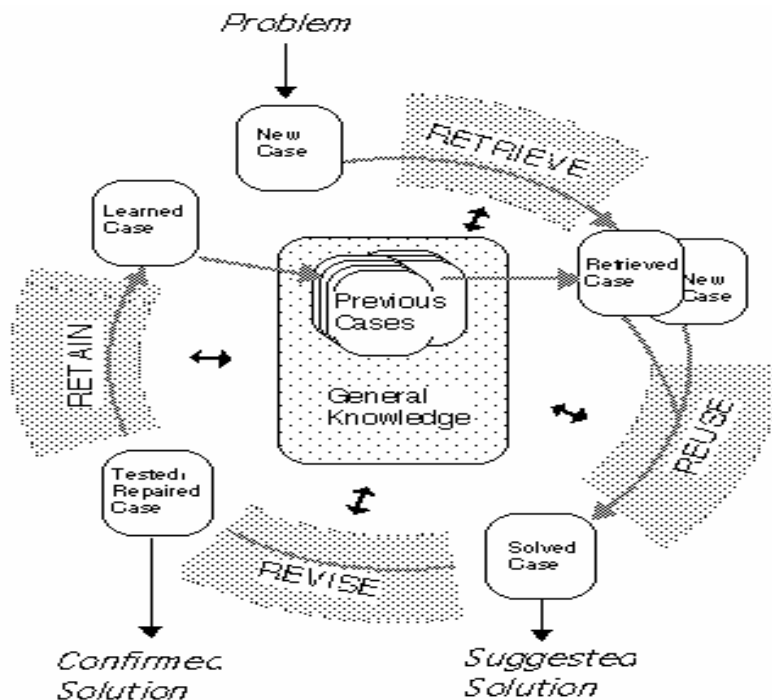 Problem
New
Case
RETRIEVE
Learned
Case
Retrieved
Case
New
Case
Previous
Cases
General
Knowledge
RETAIN
REUSE
Tested/
Repaired
Case
REVISE
Solved
Case
Confirmed
Solution
Suggested
Solution